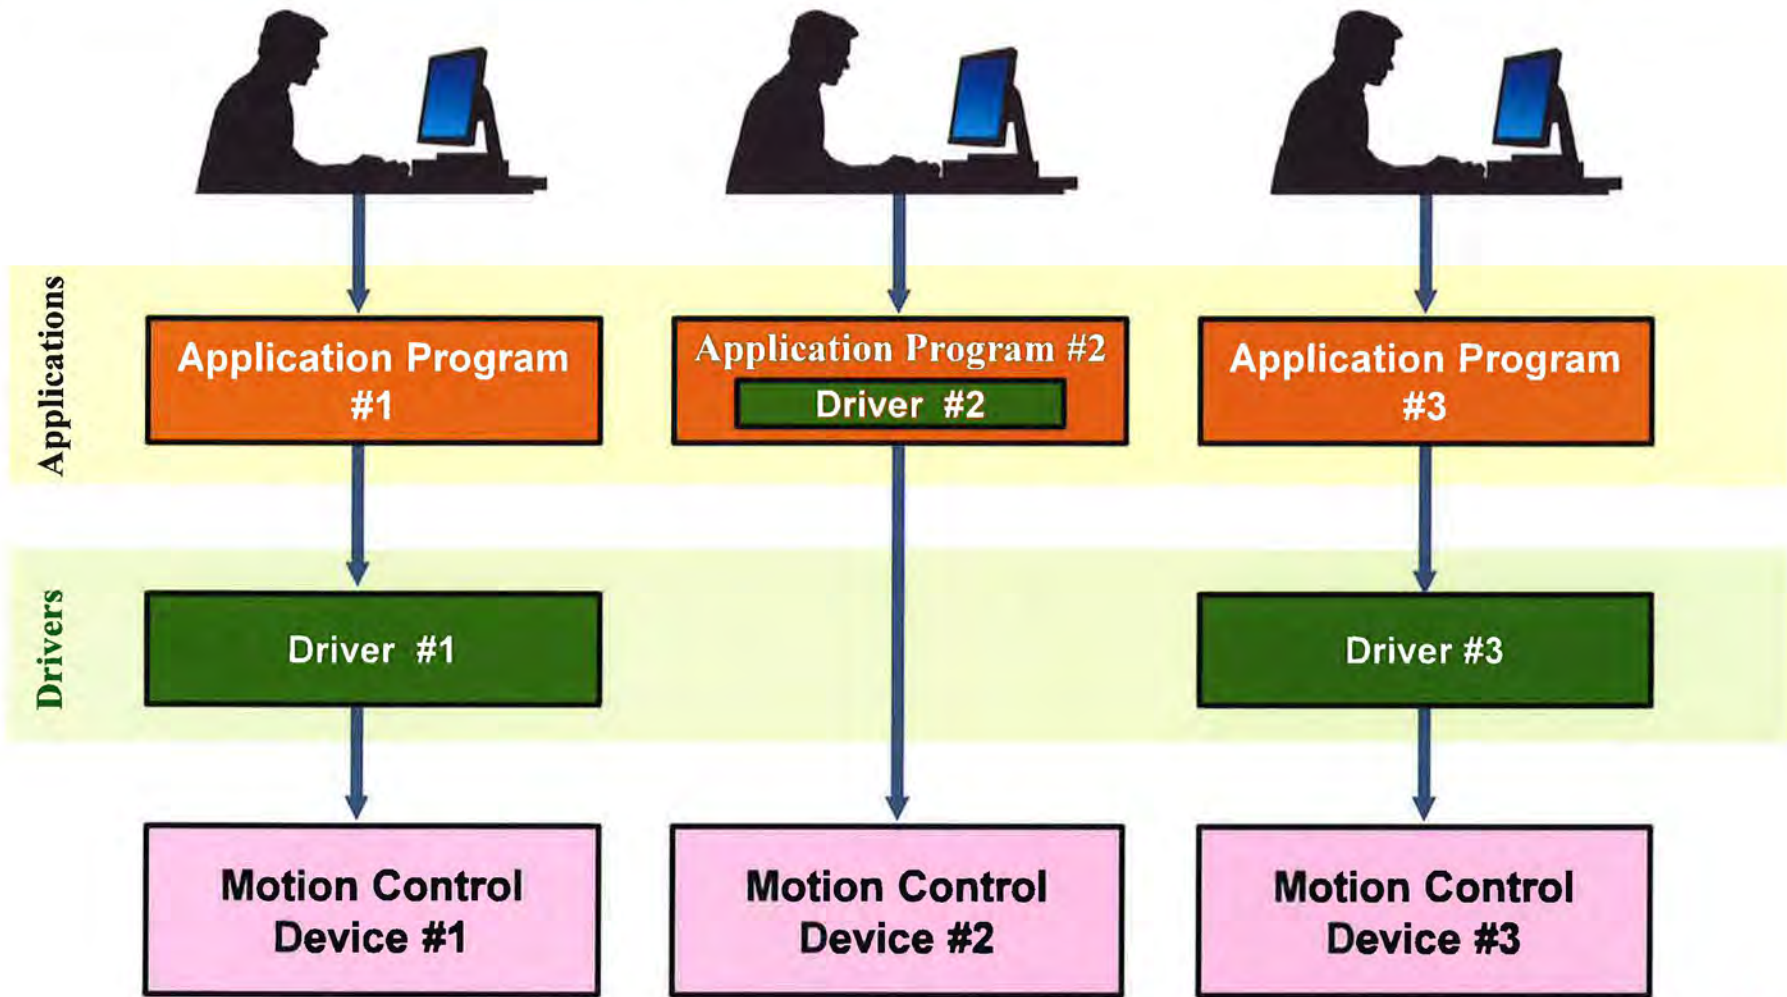 Applications
Application Program
#1
Application Program #2
Driver #2
Application Program
#3
Drivers
Driver #1
Driver #3
Motion Control
Device #1
Motion Control
Device #2
Motion Control
Device #3